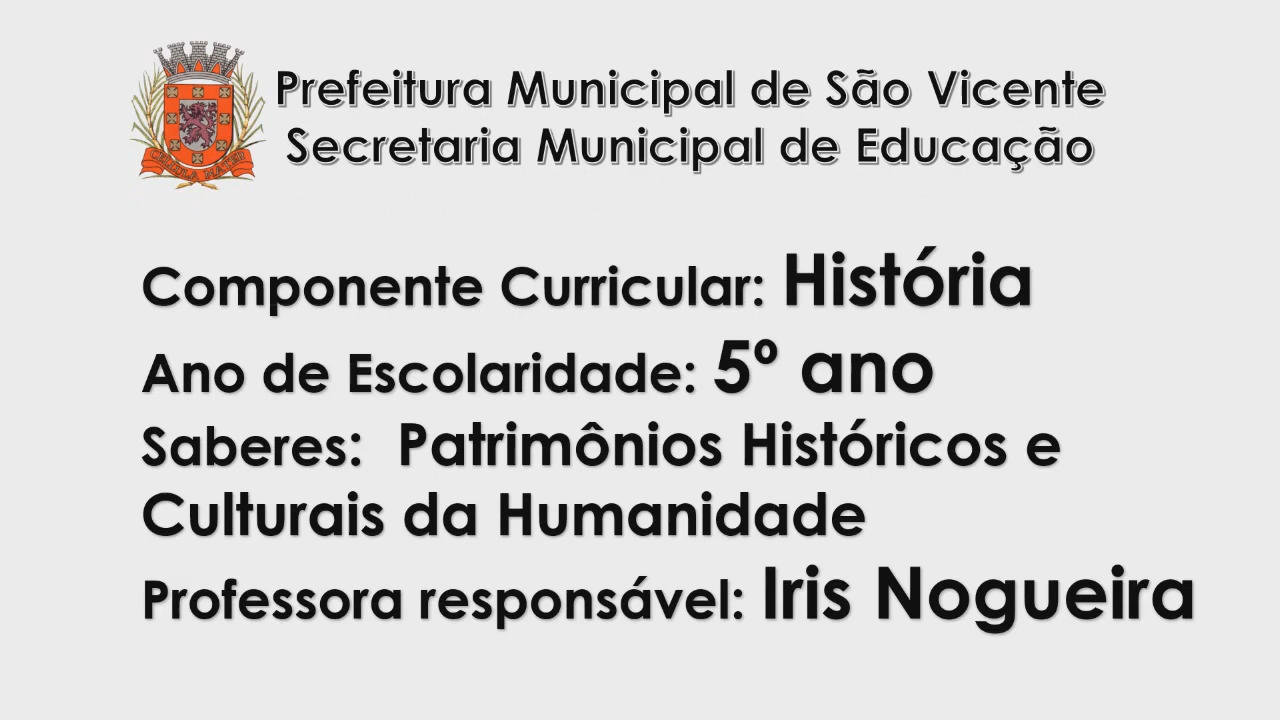 Prefeitura Municipal de São Vicente
Secretaria Municipal de Educação
Componente Curricular: História
Ano de Escolaridade: 5º ano
Saberes: Patrimônios Históricos e
Culturais da Humanidade
Professora responsável: Iris Nogueira